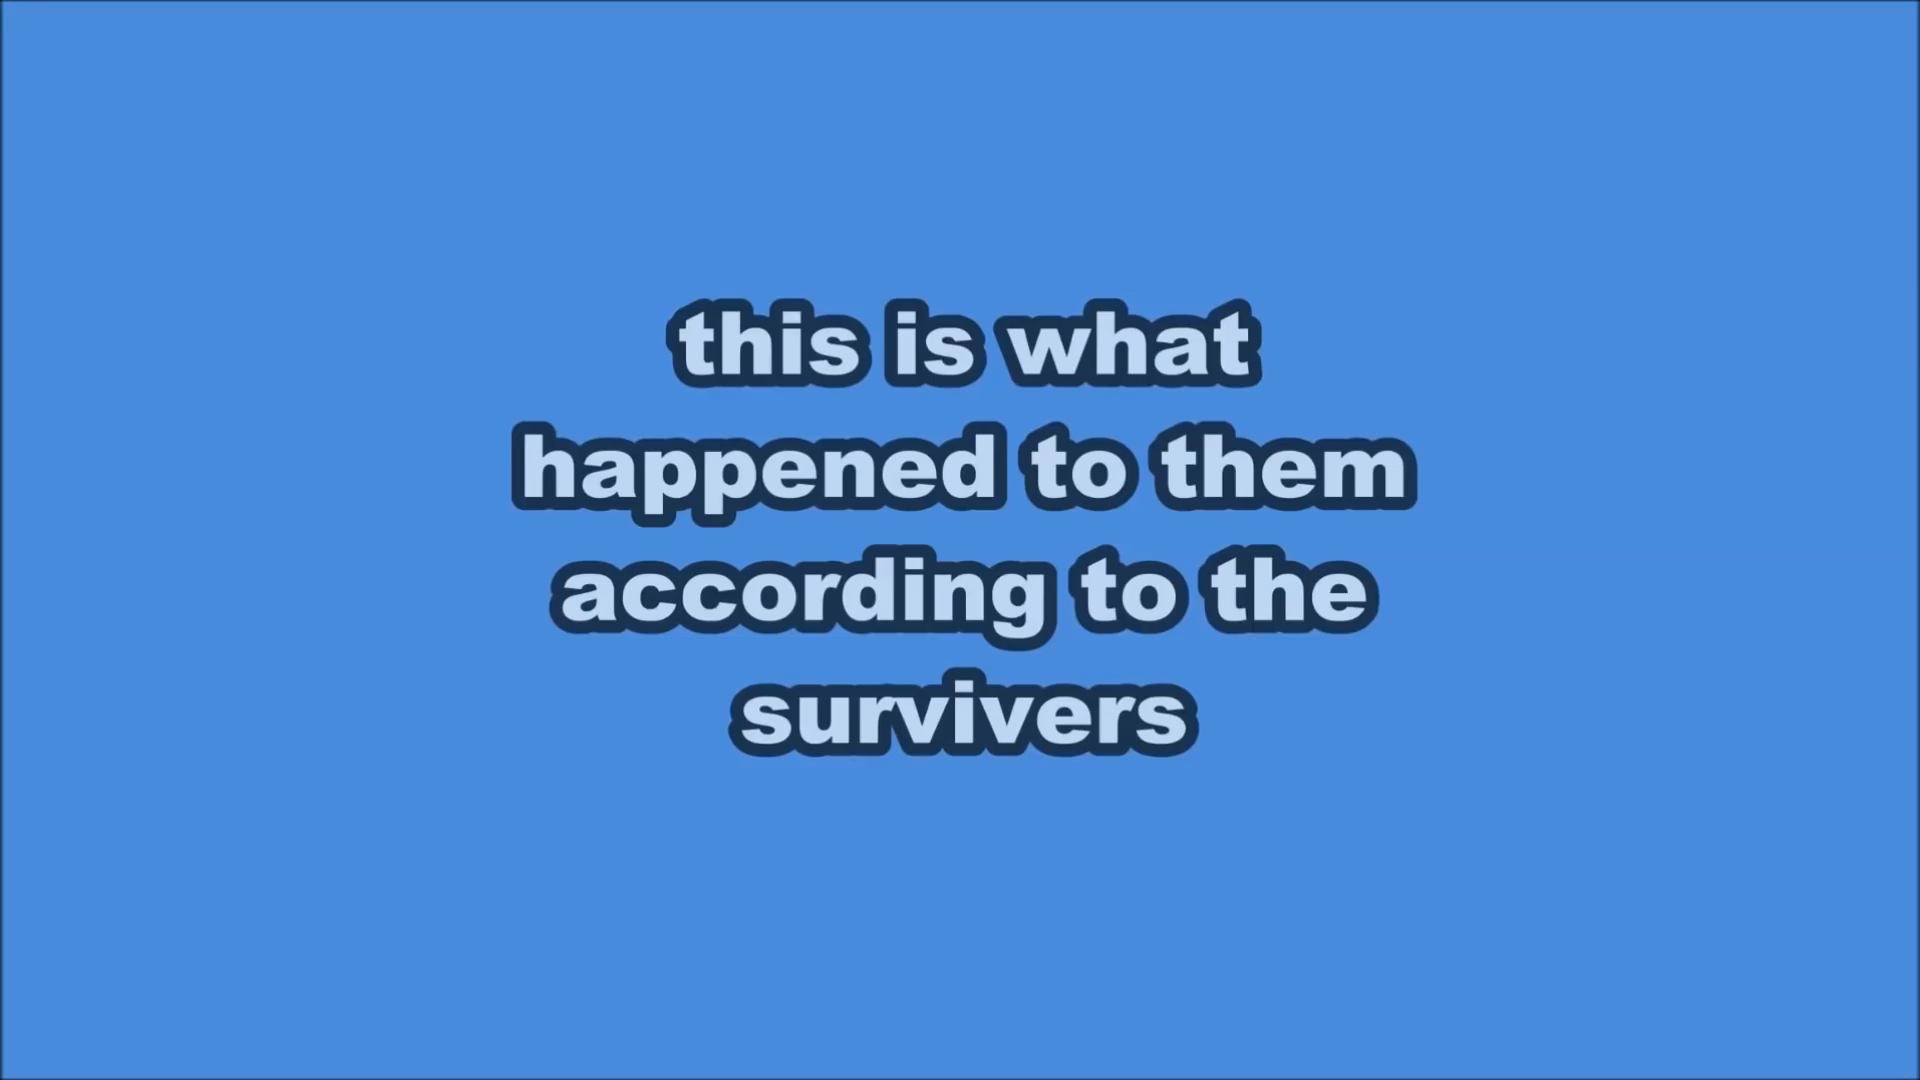 this is what
happened to them
according to the
survivers